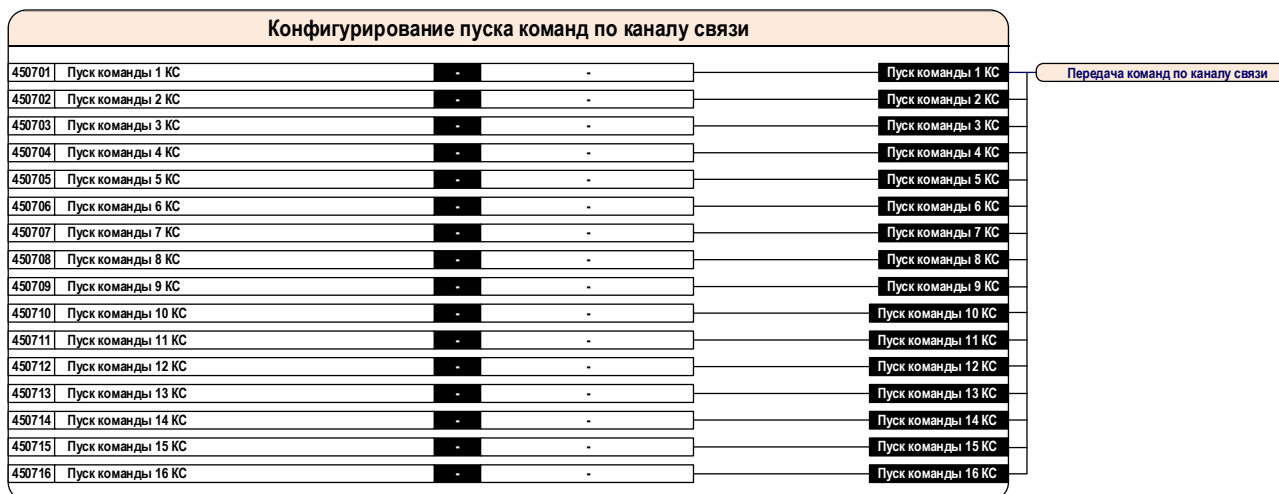 Конфигурирование пуска команд по каналу связи
450701 Пуск команды 1 КС - - Пуск команды 1 КС Передача команд по каналу связи
450702 Пуск команды 2 КС - - Пуск команды 2 КС
450703 Пуск команды 3 КС - - Пуск команды 3 КС
450704 Пуск команды 4 КС - - Пуск команды 4 КС
450705 Пуск команды 5 КС - - Пуск команды 5 КС
450706 Пуск команды 6 КС - - Пуск команды 6 КС
450707 Пуск команды 7 КС - - Пуск команды 7 КС
450708 Пуск команды 8 КС - - Пуск команды 8 КС
450709 Пуск команды 9 КС - - Пуск команды 9 КС
450710 Пуск команды 10 КС - - Пуск команды 10 КС
450711 Пуск команды 11 КС - - Пуск команды 11 КС
450712 Пуск команды 12 КС - - Пуск команды 12 КС
450713 Пуск команды 13 КС - - Пуск команды 13 КС
450714 Пуск команды 14 КС - - Пуск команды 14 КС
450715 Пуск команды 15 КС - - Пуск команды 15 КС
450716 Пуск команды 16 КС - - Пуск команды 16 КС